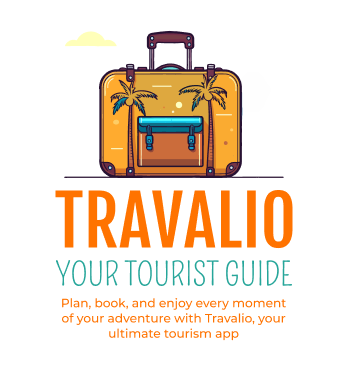 TRAVALIO
YOUR TOURIST GUIDE
Plan, book, and enjoy every moment
of your adventure with Travalio, your
ultimate tourism app